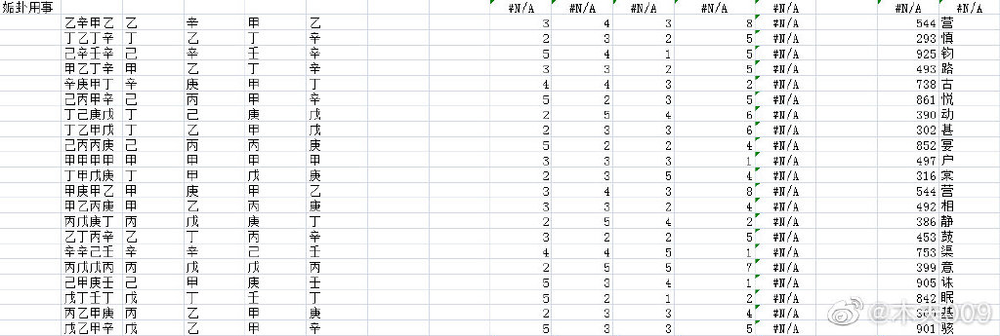 姤卦用事 #N/A #N/A #N/A #N/A #N/A #N/A #N/A
乙辛甲乙 乙 辛 甲 乙 3 4 3 8 #N/A 544 营
丁乙丁辛 丁 乙 丁 辛 2 3 2 5 #N/A 293 慎
己辛壬辛 己 辛 壬 辛 5 4 1 5 #N/A 925 钧
甲乙丁辛 甲 乙 丁 辛 3 3 2 5 #N/A 493 路
辛庚甲丁 辛 庚 甲 丁 4 4 3 2 #N/A 738 古
己丙甲辛 己 丙 甲 辛 5 2 3 5 #N/A 861 悦
丁己庚戊 丁 己 庚 戊 2 5 4 6 #N/A 390 动
丁乙甲戊 丁 乙 甲 戊 2 3 3 6 #N/A 302 甚
己丙丙庚 己 丙 丙 庚 5 2 2 4 #N/A 852 宴
甲甲甲甲 甲 甲 甲 甲 3 3 3 1 #N/A 497 户
丁甲戊庚 丁 甲 戊 庚 2 3 5 4 #N/A 316 棠
甲庚甲乙 甲 庚 甲 乙 3 4 3 8 #N/A 544 营
甲乙丙庚 甲 乙 丙 庚 3 3 2 4 #N/A 492 相
丙戊庚丁 丙 戊 庚 丁 2 5 4 2 #N/A 386 静
乙丁丙辛 乙 丁 丙 辛 3 2 2 5 #N/A 453 鼓
辛辛己壬 辛 辛 己 壬 4 4 5 1 #N/A 753 渠
丙戊戊丙 丙 戊 戊 丙 2 5 5 7 #N/A 399 意
己甲庚壬 己 甲 庚 壬 5 3 4 1 #N/A 905 诛
戊丁壬丁 戊 丁 壬 丁 5 2 1 2 #N/A 842 眠
丙乙甲庚 丙 乙 甲 庚 2 3 3 4 #N/A 基
戊乙甲辛 戊 乙 甲 辛 5 3 3 5 #N/A 901 骇